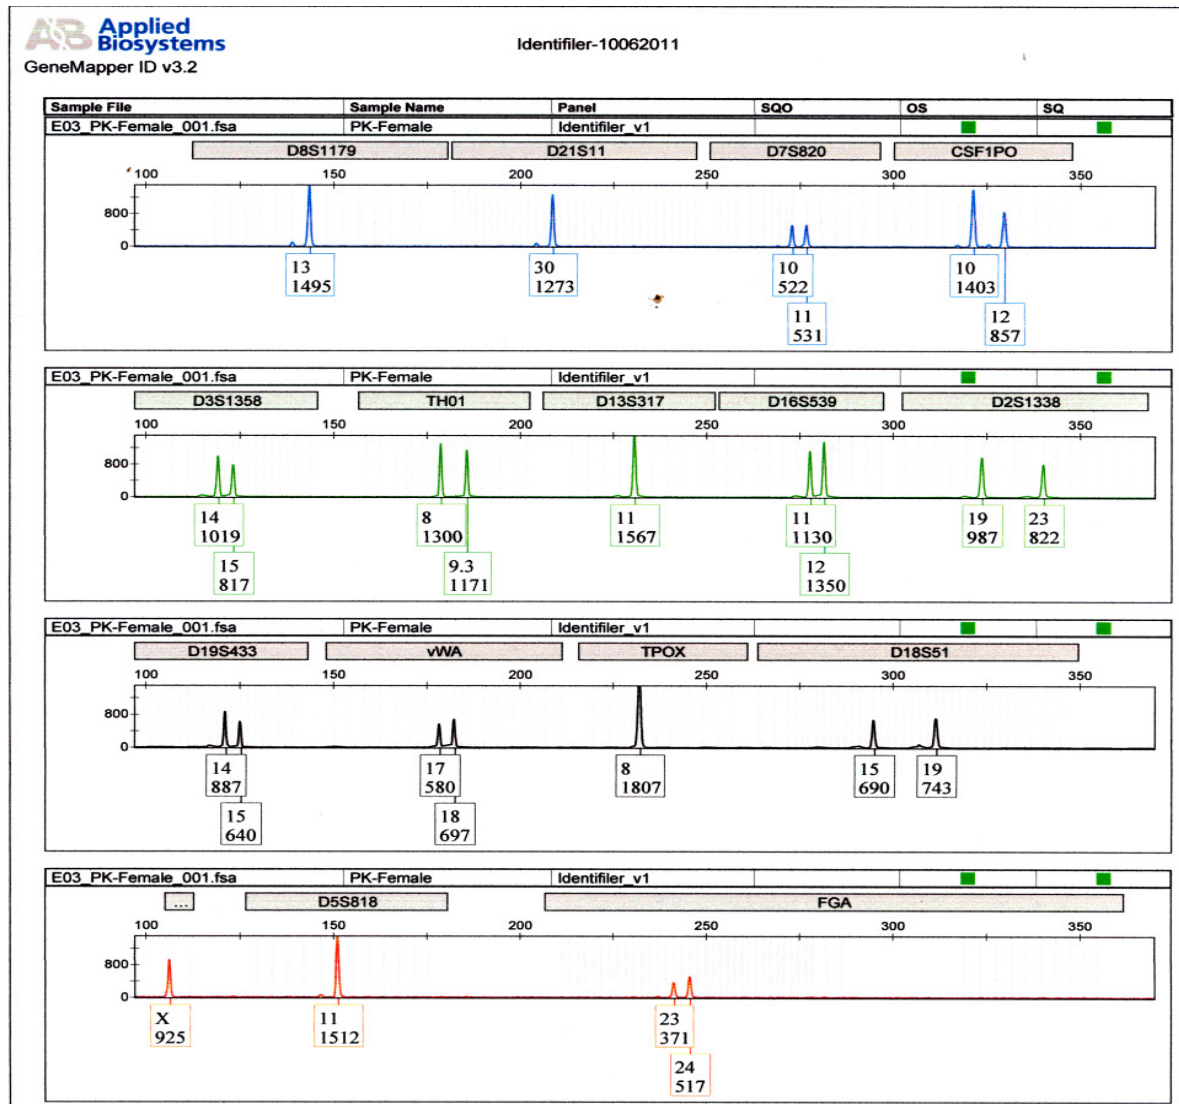 AB Applied
Biosystems
Identifiler-10062011
GeneMapper ID v3.2
Sample File Sample Name Panel SQO OS SQ
E03_PK-Female_001.fsa PK-Female Identifiler_v1
D8S1179 D21S11 D7S820 CSF1PO
100 150 200 250 300 350
800
0
13 30 10 10
1495 1273 522 1403
11 12
531 857
E03_PK-Female_001.fsa PK-Female Identifiler_v1
D3S1358 TH01 D13S317 D16S539 D2S1338
100 150 200 250 300 350
800
0
14 8 11 11 19 23
1019 1300 1567 1130 987 822
15 9.3 12
817 1171 1350
E03_PK-Female_001.fsa PK-Female Identifiler_v1
D19S433 vWA TPOX D18S51
100 150 200 250 300 350
800
0
14 17 8 15 19
887 580 1807 690 743
15 18
640 697
E03_PK-Female_001.fsa PK-Female Identifiler_v1
... D5S818 FGA
100 150 200 250 300 350
800
0
X 11 23
925 1512 371
24
517